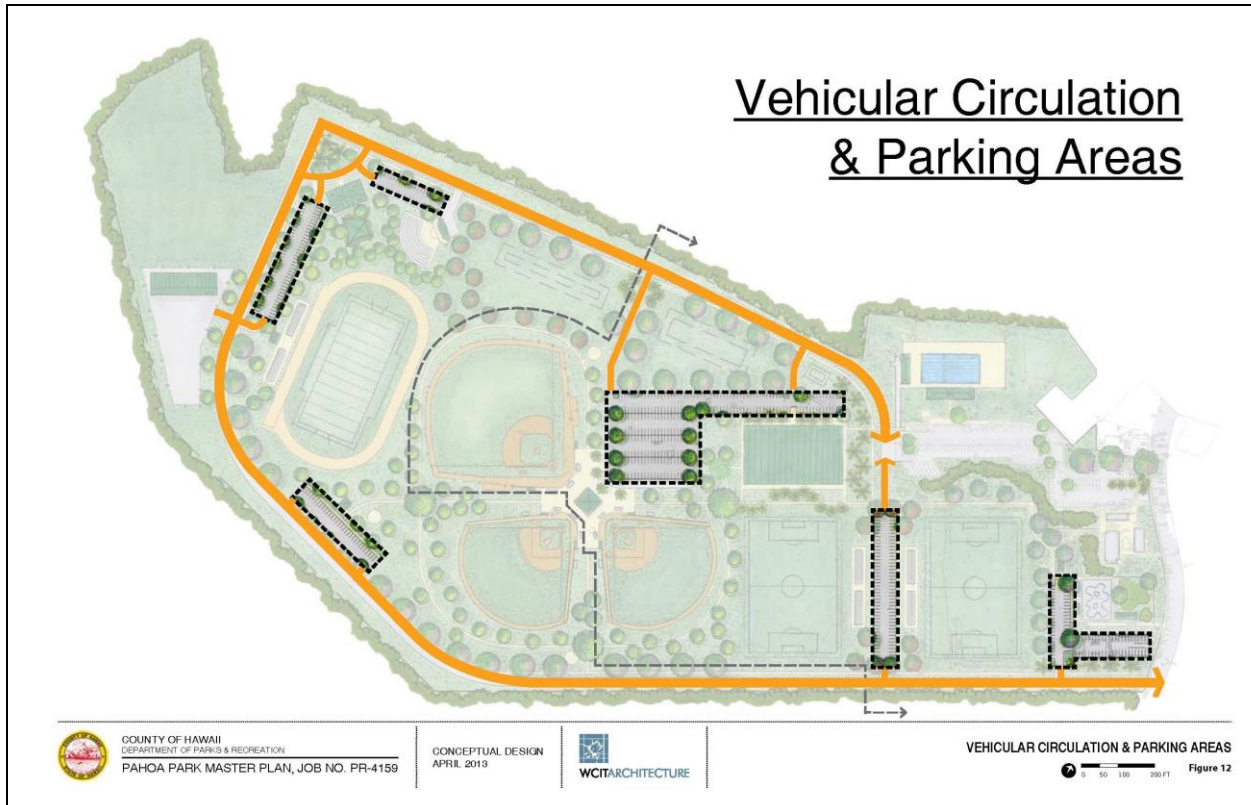 Vehicular Circulation
& Parking Areas
COUNTY OF HAWAII
DEPARTMENT OF PARKS & RECREATION
PAHOA PARK MASTER PLAN, JOB NO. PR-4159
CONCEPTUAL DESIGN
APRIL 2013
WCITARCHITECTURE
VEHICULAR CIRCULATION & PARKING AREAS
0 50 100 200 FT
Figure 12